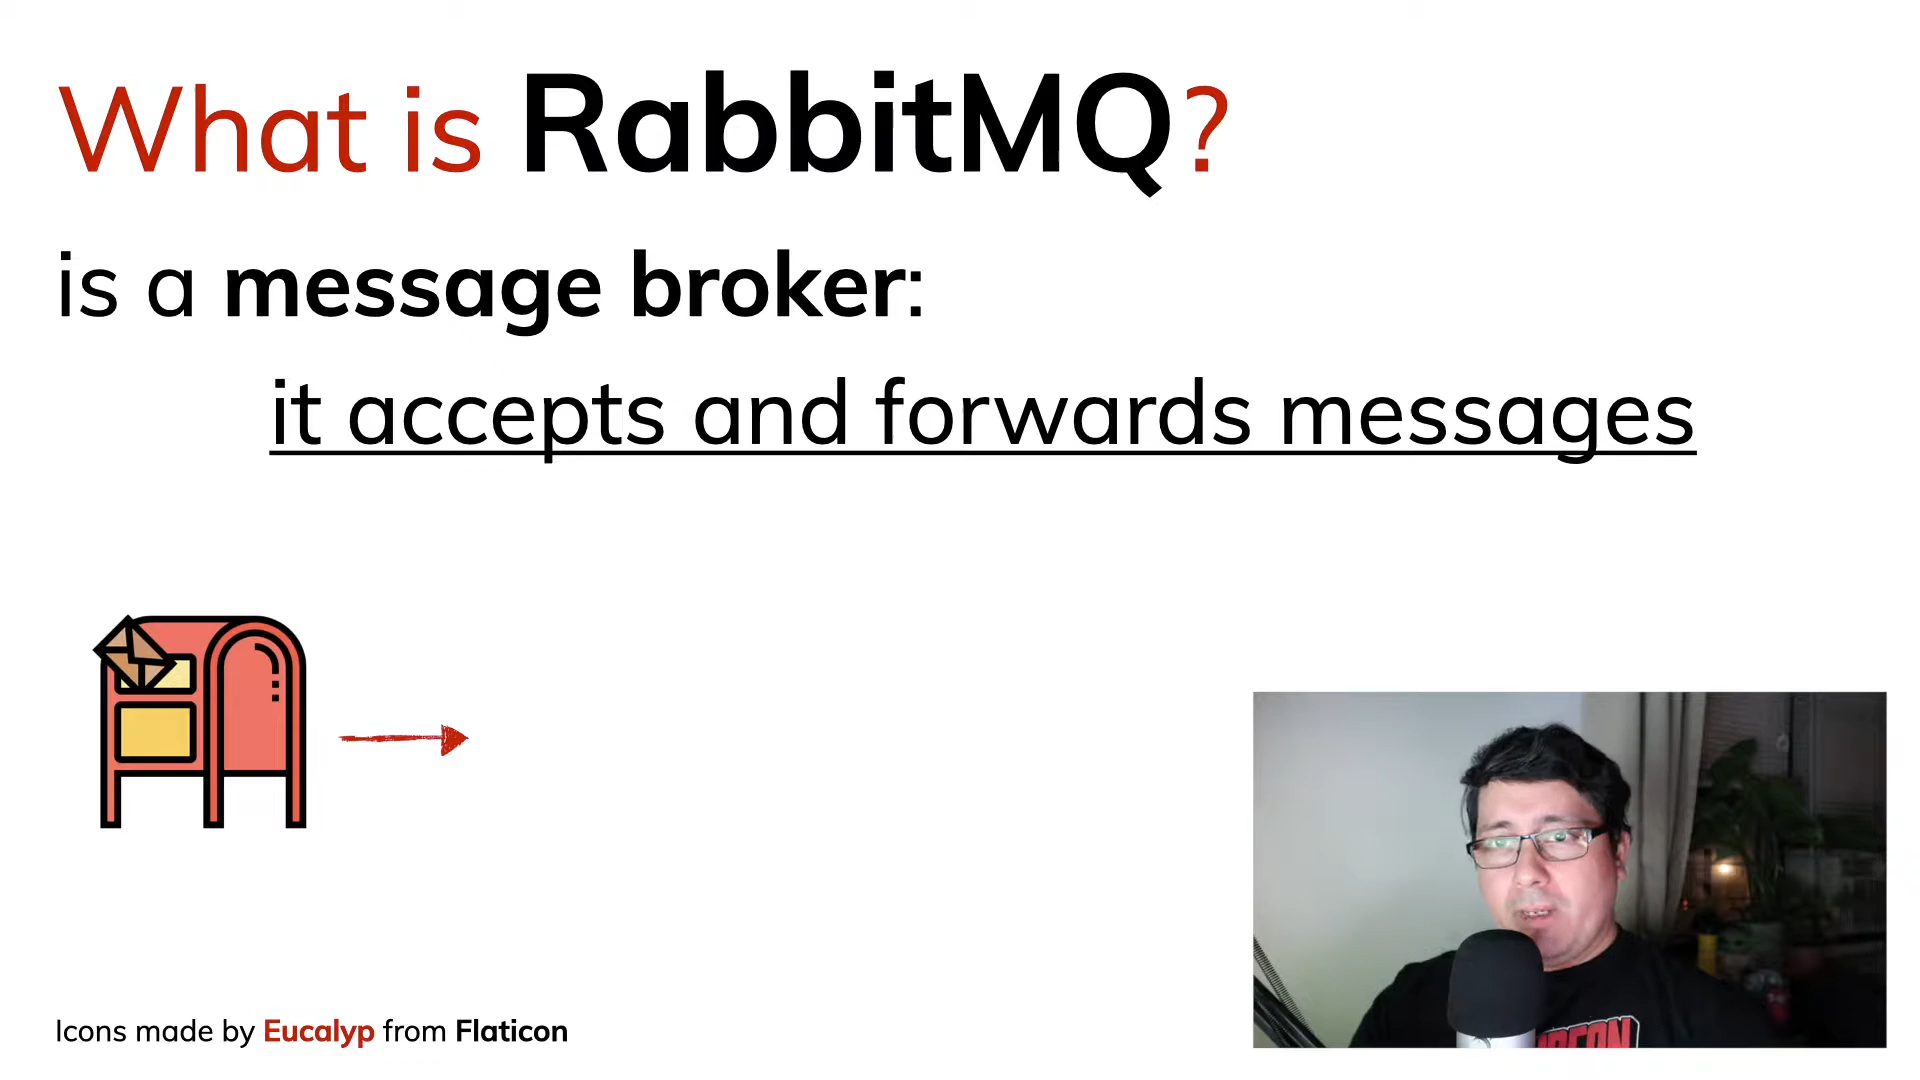 What is RabbitMQ?
is a message broker:
it accepts and forwards messages
Icons made by Eucalyp from Flaticon